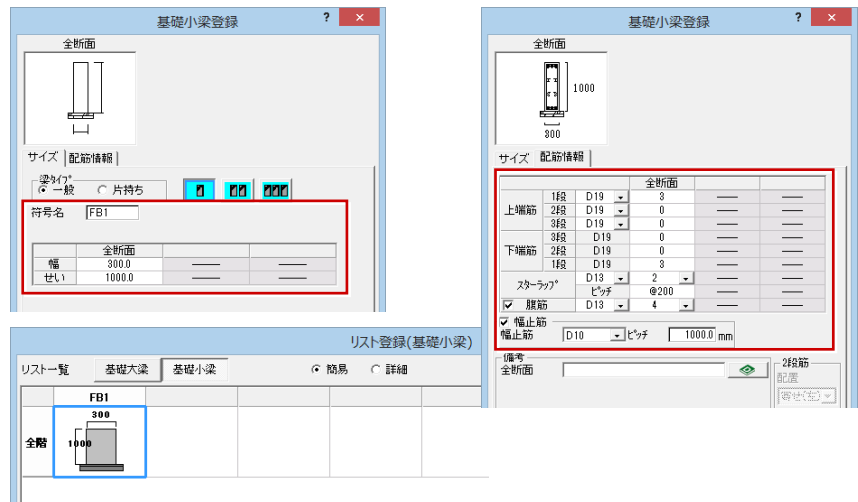 基礎小梁登録 ?
全断面
サイズ 配筋情報
梁タイプ
一般 片持ち
符号名 FB1
全断面
幅 300.0
せい 1000.0
リスト登録(基礎小梁)
リスト一覧 基礎大梁 基礎小梁 簡易 詳細
FB1
300
全階 1000
基礎小梁登録 ?
全断面
1000
300
サイズ 配筋情報
全断面
1段 D19 3
上端筋 2段 D19 0
3段 D19 0
3段 D19 0
下端筋 2段 D19 0
1段 D19 3
スターラップ D13 2
ピッチ @200
腹筋 D13 4
幅止筋
幅止筋 D10 ピッチ 1000.0 mm
備考
全断面
2段筋
配置
寄せ(左)